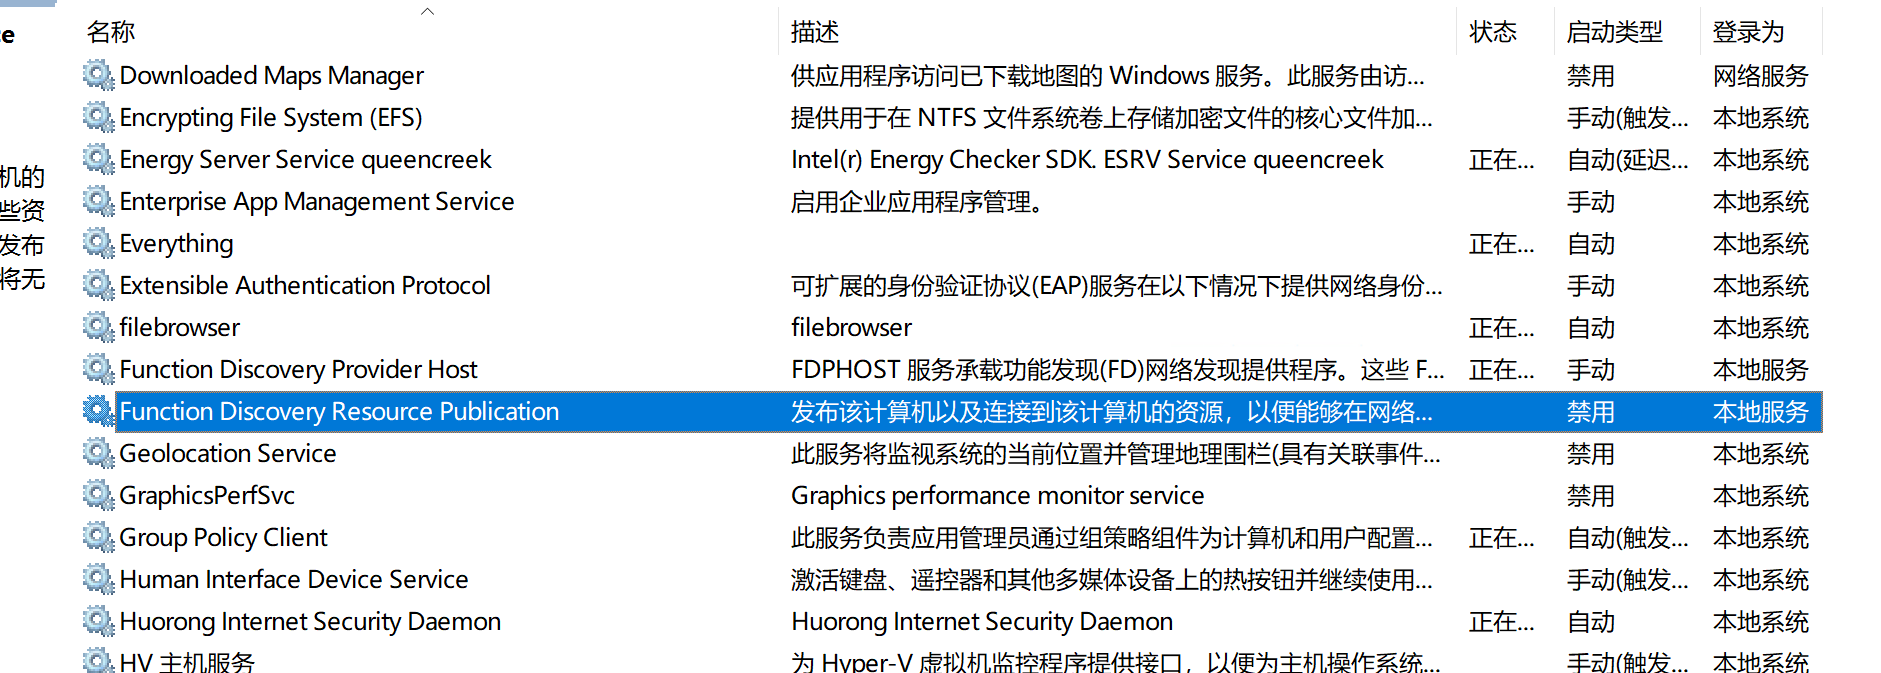 ce
机的
些资
发布
将无
名称 描述 状态 启动类型 登录为
Downloaded Maps Manager 供应用程序访问已下载地图的 Windows 服务。此服务由访... 禁用 网络服务
Encrypting File System (EFS) 提供用于在 NTFS 文件系统卷上存储加密文件的核心文件加... 手动(触发... 本地系统
Energy Server Service queencreek Intel(r) Energy Checker SDK. ESRV Service queencreek 正在... 自动(延迟... 本地系统
Enterprise App Management Service 启用企业应用程序管理。 手动 本地系统
Everything 正在... 自动 本地系统
Extensible Authentication Protocol 可扩展的身份验证协议(EAP)服务在以下情况下提供网络身份... 手动 本地系统
filebrowser filebrowser 正在... 自动 本地系统
Function Discovery Provider Host FDPHOST 服务承载功能发现(FD)网络发现提供程序。这些 F... 正在... 手动 本地服务
Function Discovery Resource Publication 发布该计算机以及连接到该计算机的资源，以便能够在网络... 禁用 本地服务
Geolocation Service 此服务将监视系统的当前位置并管理地理围栏(具有关联事件... 禁用 本地系统
GraphicsPerfSvc Graphics performance monitor service 禁用 本地系统
Group Policy Client 此服务负责应用管理员通过组策略组件为计算机和用户配置... 正在... 自动(触发... 本地系统
Human Interface Device Service 激活键盘、遥控器和其他多媒体设备上的热按钮并继续使用... 手动(触发... 本地系统
Huorong Internet Security Daemon Huorong Internet Security Daemon 正在... 自动 本地系统
HV 主机服务 为 Hyper-V 虚拟机监控程序提供接口，以便为主机操作系统... 手动(触发... 本地系统